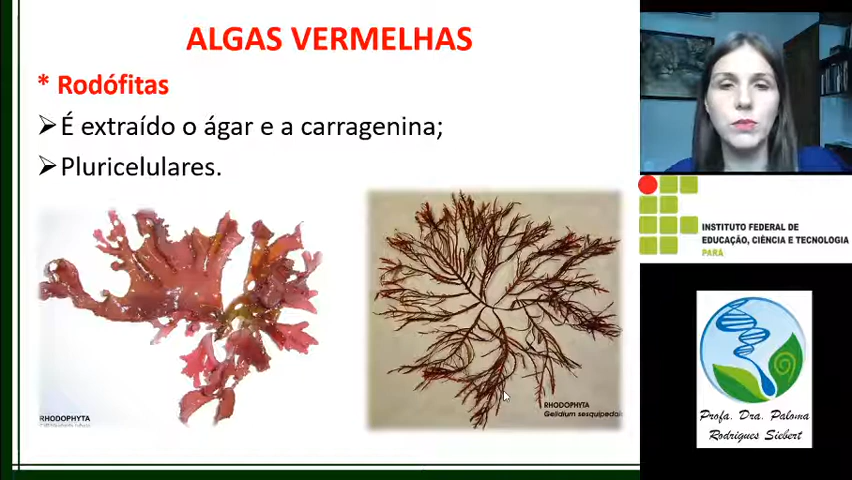 ALGAS VERMELHAS
* Rodófitas
É extraído o ágar e a carragenina;
Pluricelulares.
RHODOPHYTA
RHODOPHYTA
Gelidium sesquipedale
INSTITUTO FEDERAL DE
EDUCAÇÃO, CIÊNCIA E TECNOLOGIA
PARÁ
Profa. Dra. Paloma
Rodrigues Siebert